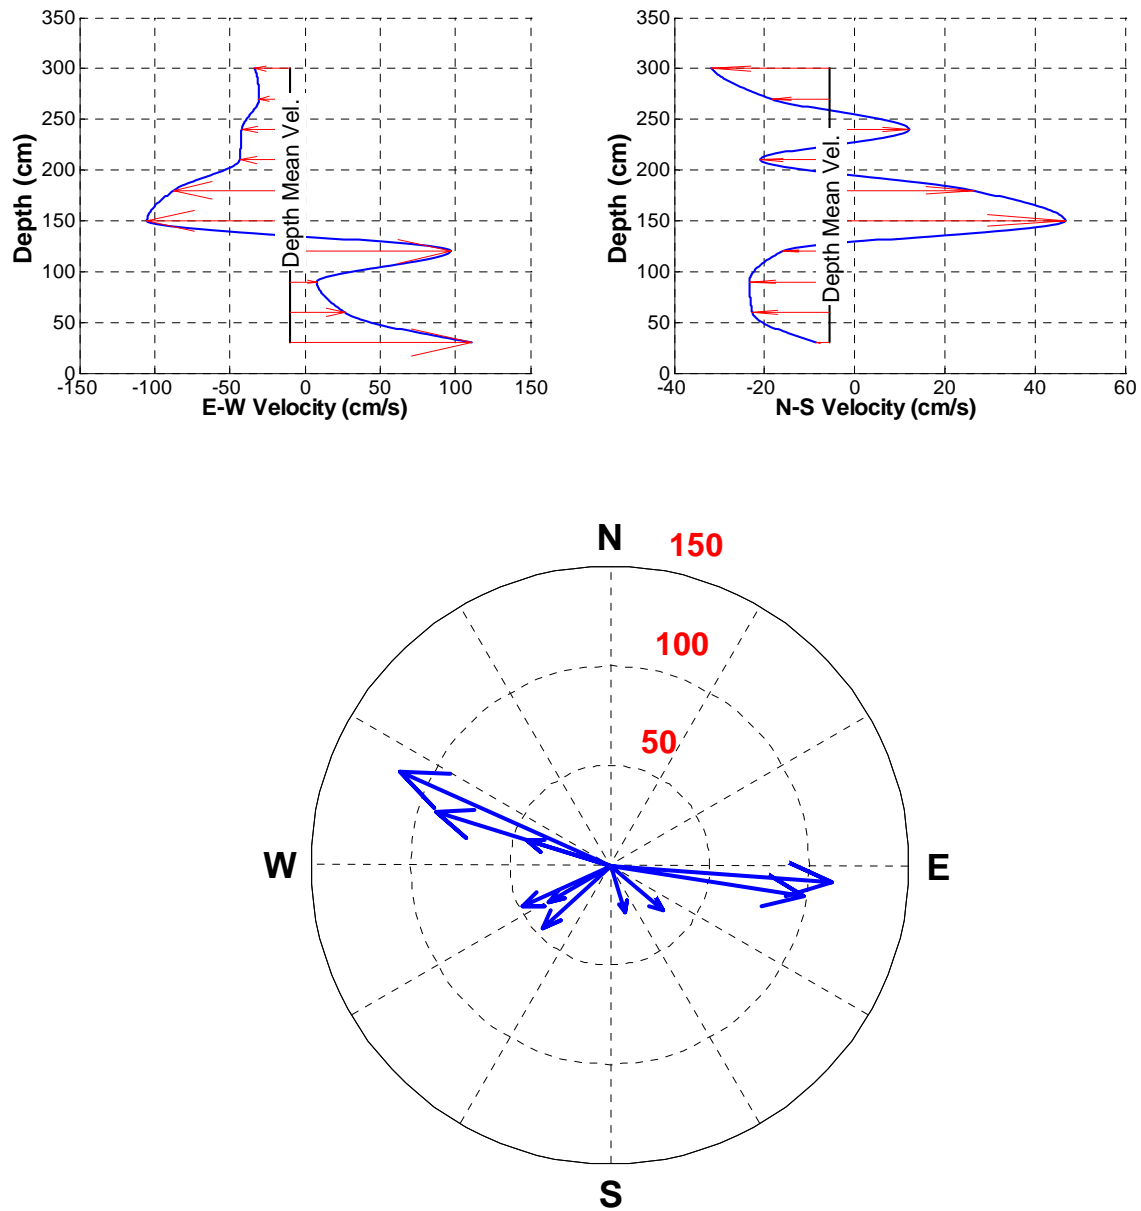 350
300
250
200
150
100
50
0
Depth (cm)
Depth Mean Vel.
-150 -100 -50 0 50 100 150
E-W Velocity (cm/s)
350
300
250
200
150
100
50
0
Depth (cm)
Depth Mean Vel.
-40 -20 0 20 40 60
N-S Velocity (cm/s)
N
150
100
50
W
E
S